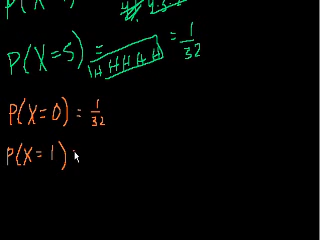 P(X=5) = HHHHH = 1/32
P(X=0) = 1/32
P(X=1)